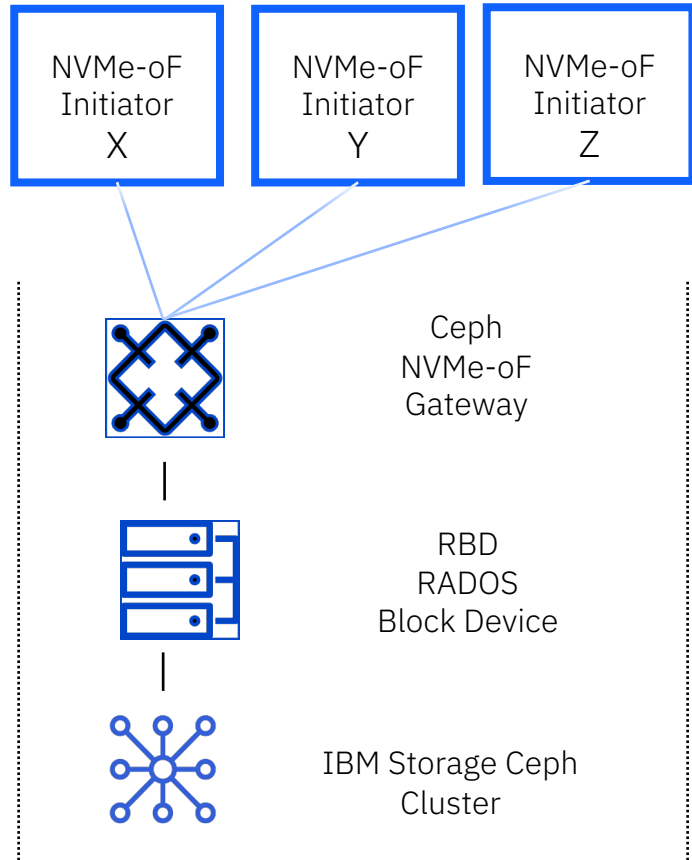 NVMe-oF
Initiator
X
NVMe-oF
Initiator
Y
NVMe-oF
Initiator
Z
Ceph
NVMe-oF
Gateway
RBD
RADOS
Block Device
IBM Storage Ceph
Cluster